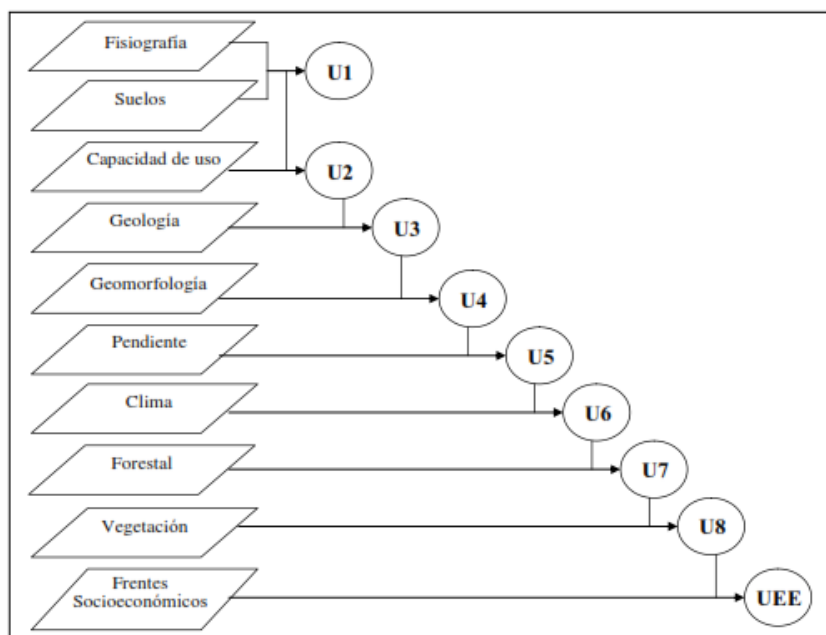 Fisiografía
U1
Suelos
Capacidad de uso
U2
Geología
U3
Geomorfología
U4
Pendiente
U5
Clima
U6
Forestal
U7
Vegetación
U8
Frentes
Socioeconómicos
UEE